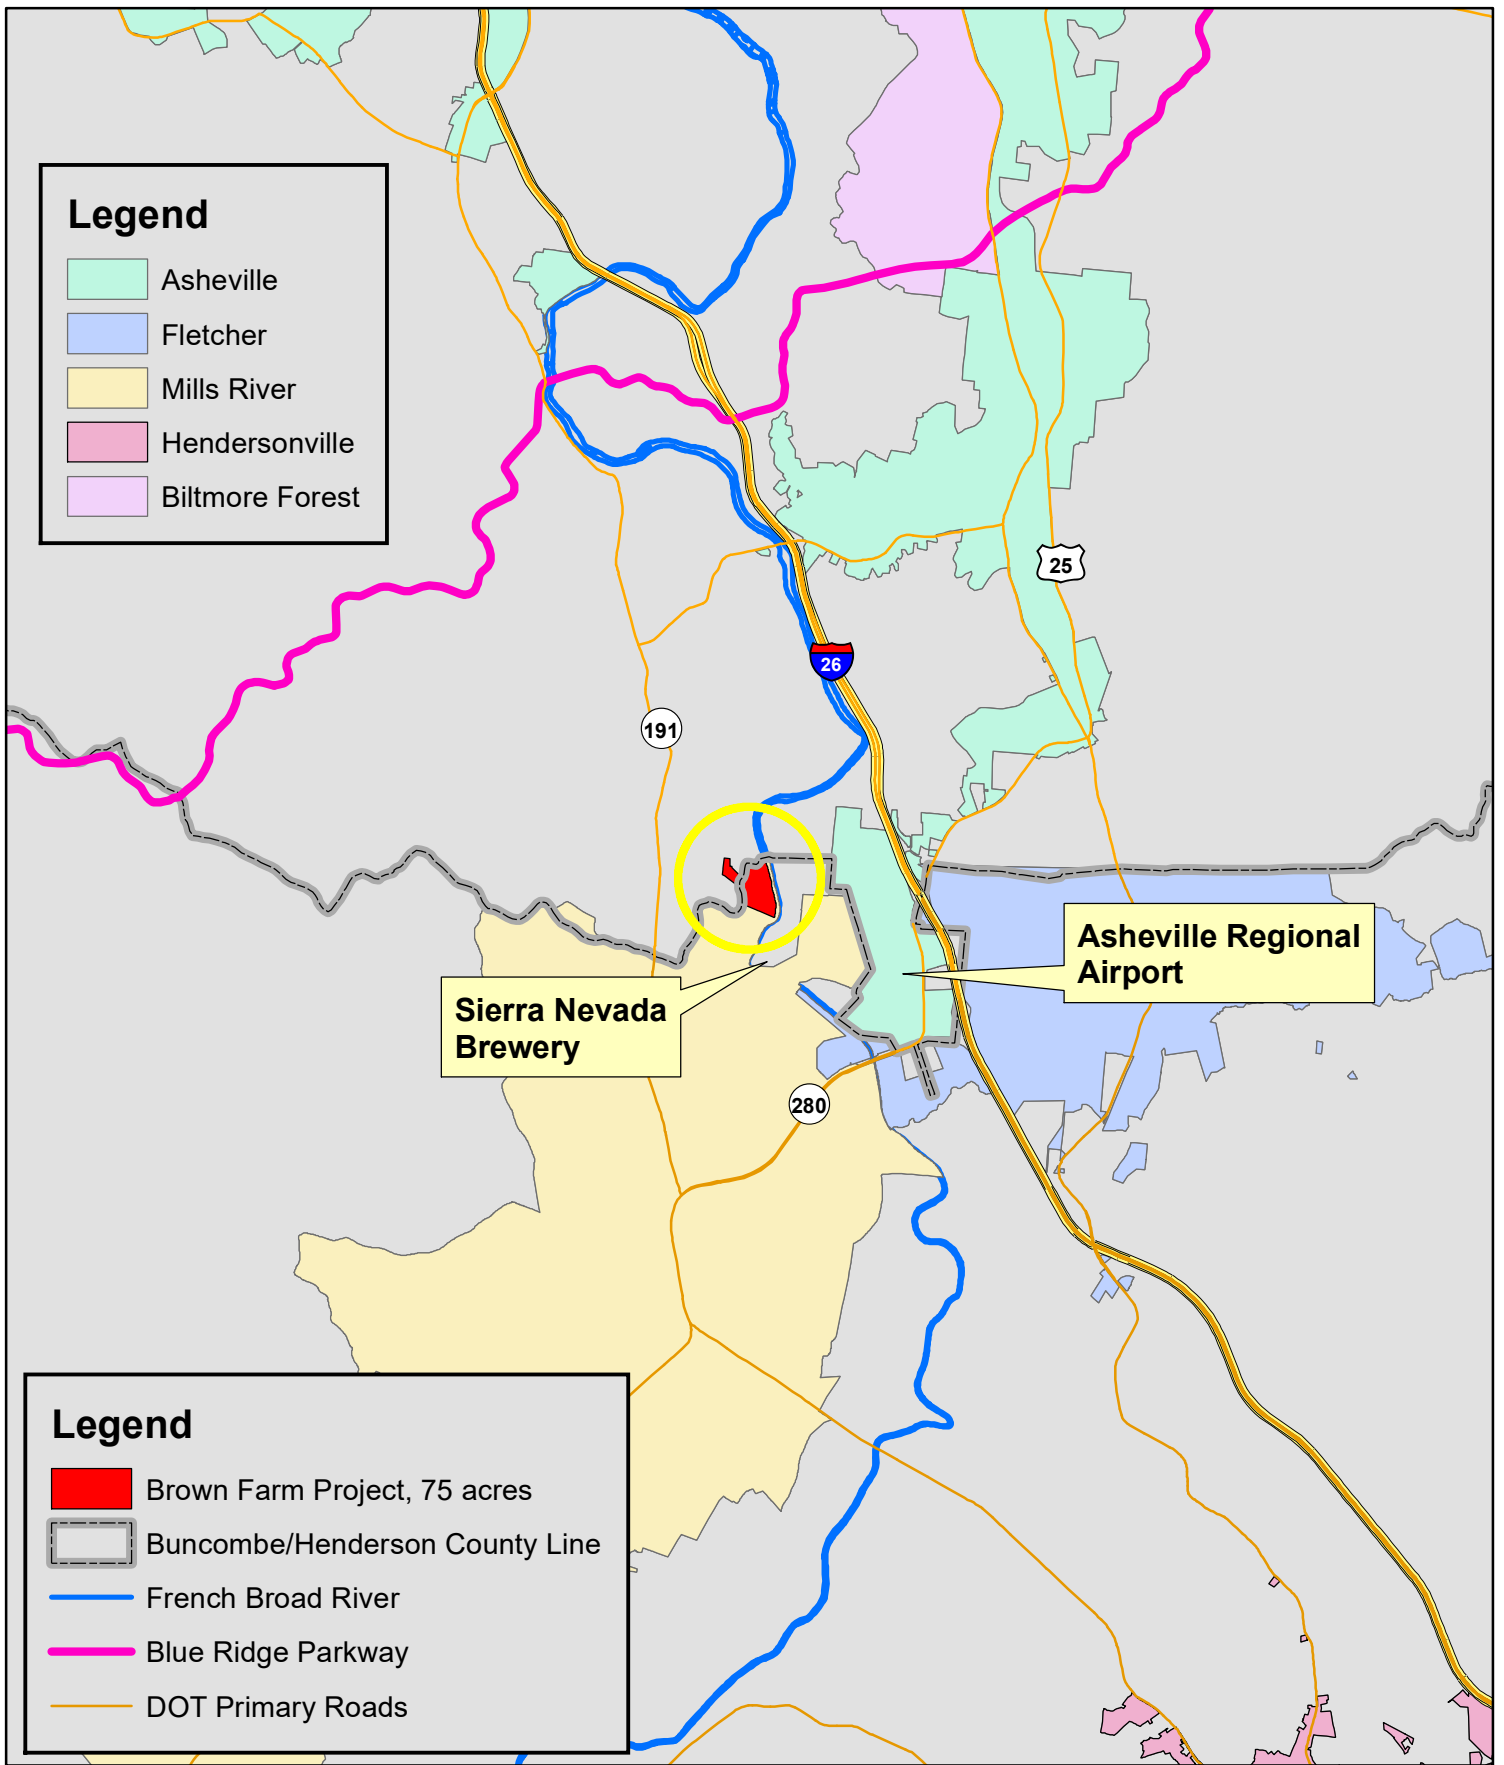 Legend
Asheville
Fletcher
Mills River
Hendersonville
Biltmore Forest
25
26
191
Asheville Regional
Airport
Sierra Nevada
Brewery
280
Legend
Brown Farm Project, 75 acres
Buncombe/Henderson County Line
French Broad River
Blue Ridge Parkway
DOT Primary Roads